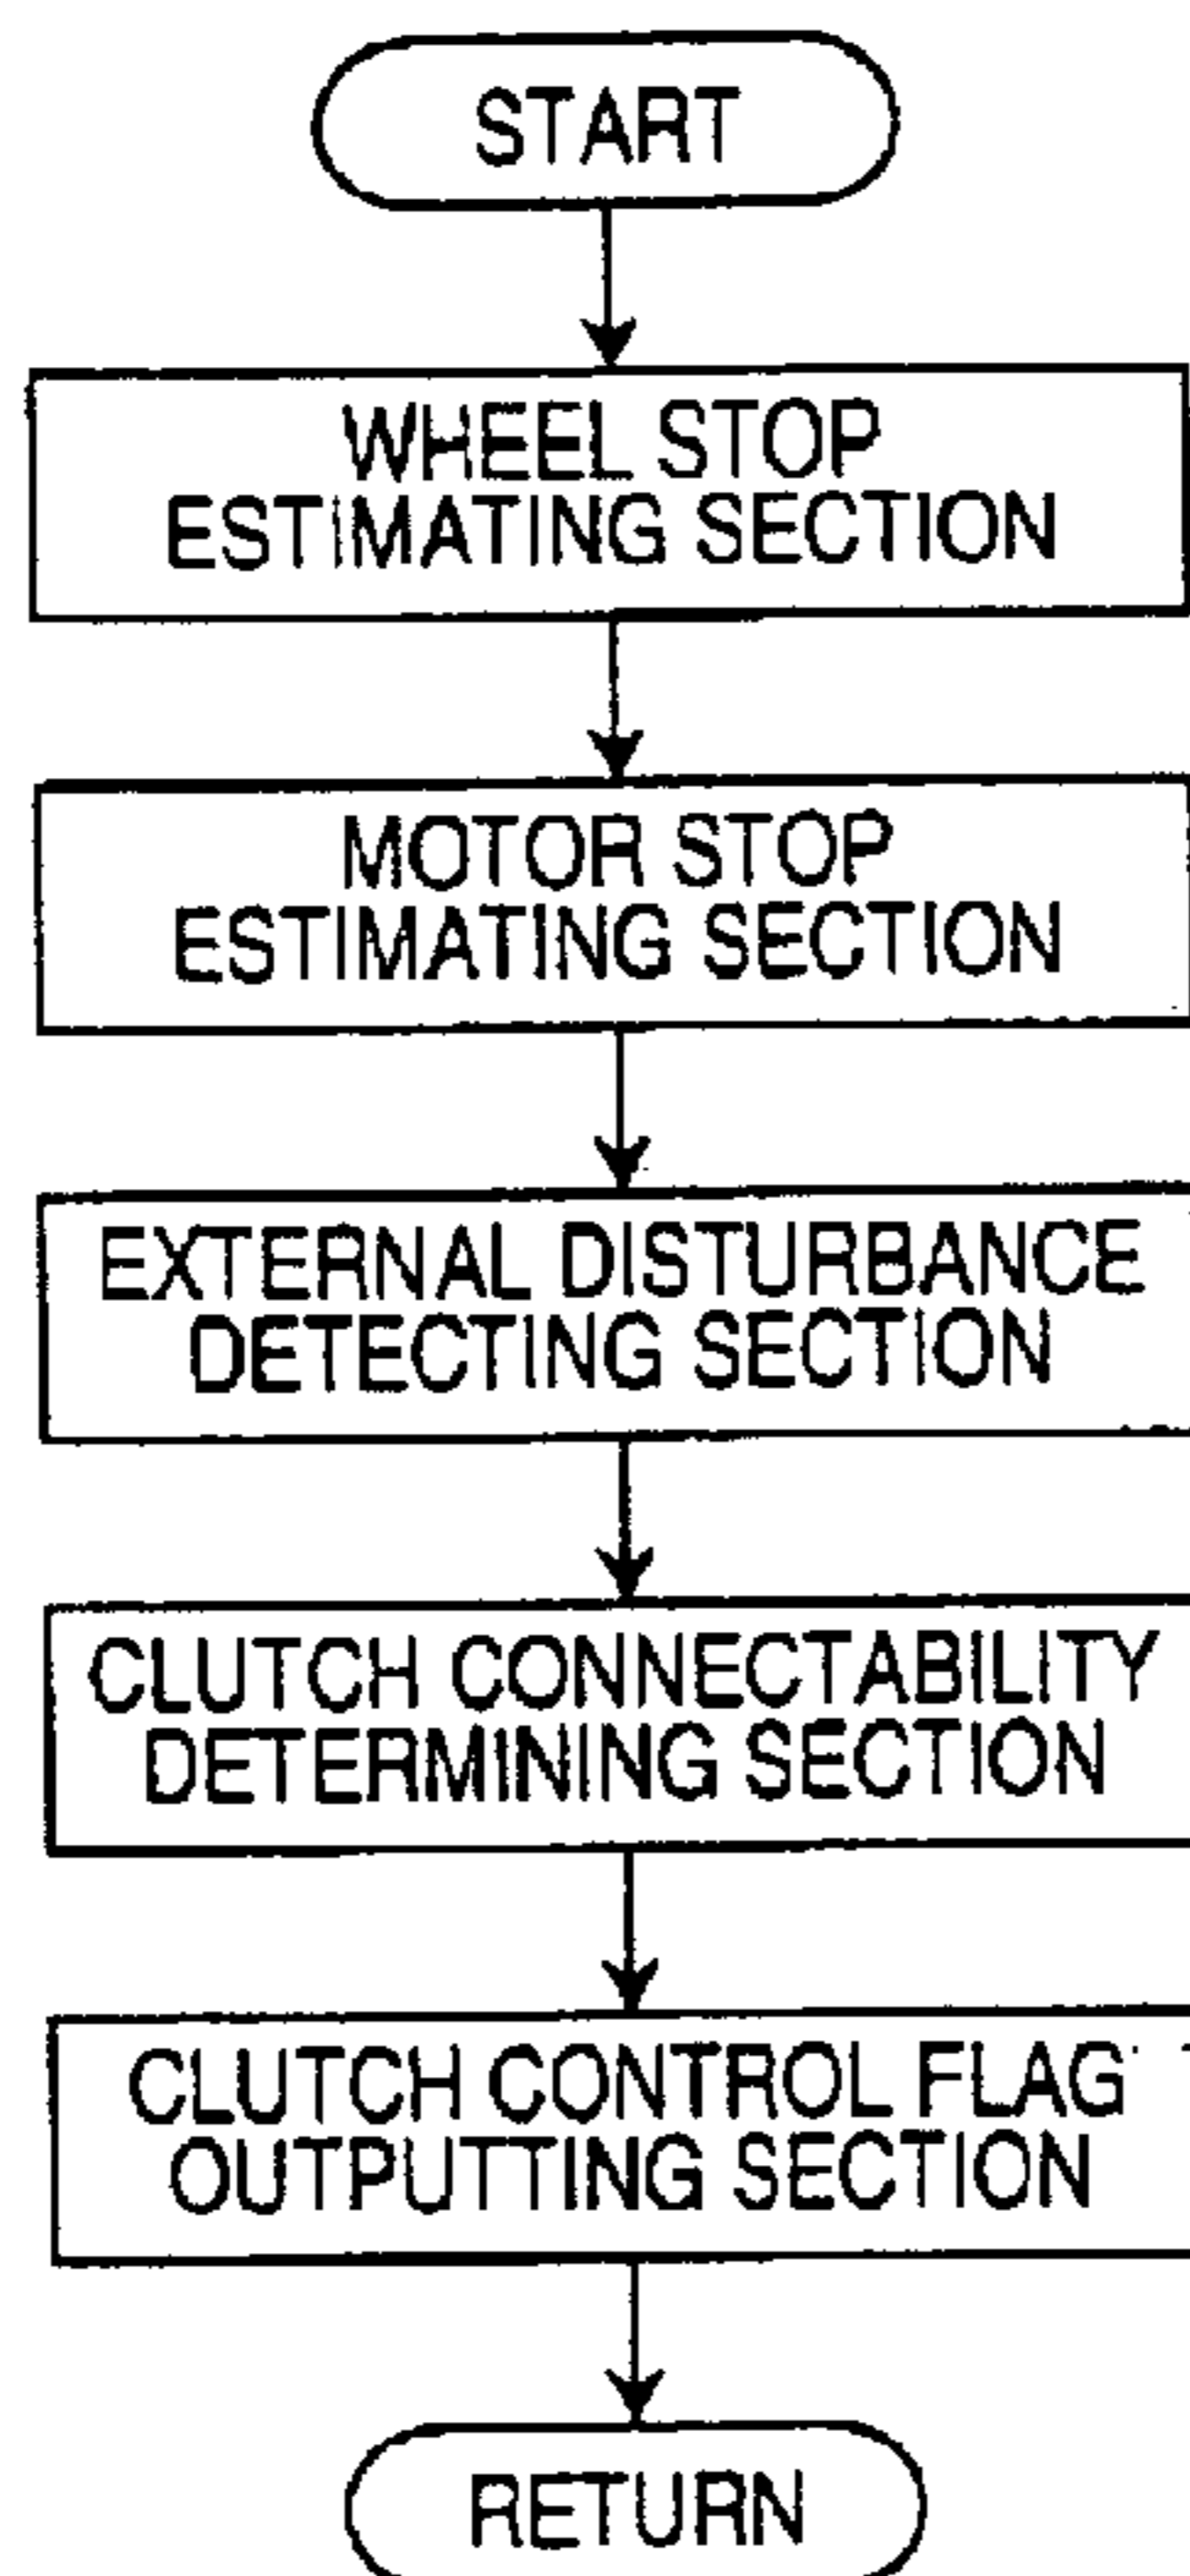 START
WHEEL STOP
ESTIMATING SECTION
MOTOR STOP
ESTIMATING SECTION
EXTERNAL DISTURBANCE
DETECTING SECTION
CLUTCH CONNECTABILITY
DETERMINING SECTION
CLUTCH CONTROL FLAG
OUTPUTTING SECTION
RETURN